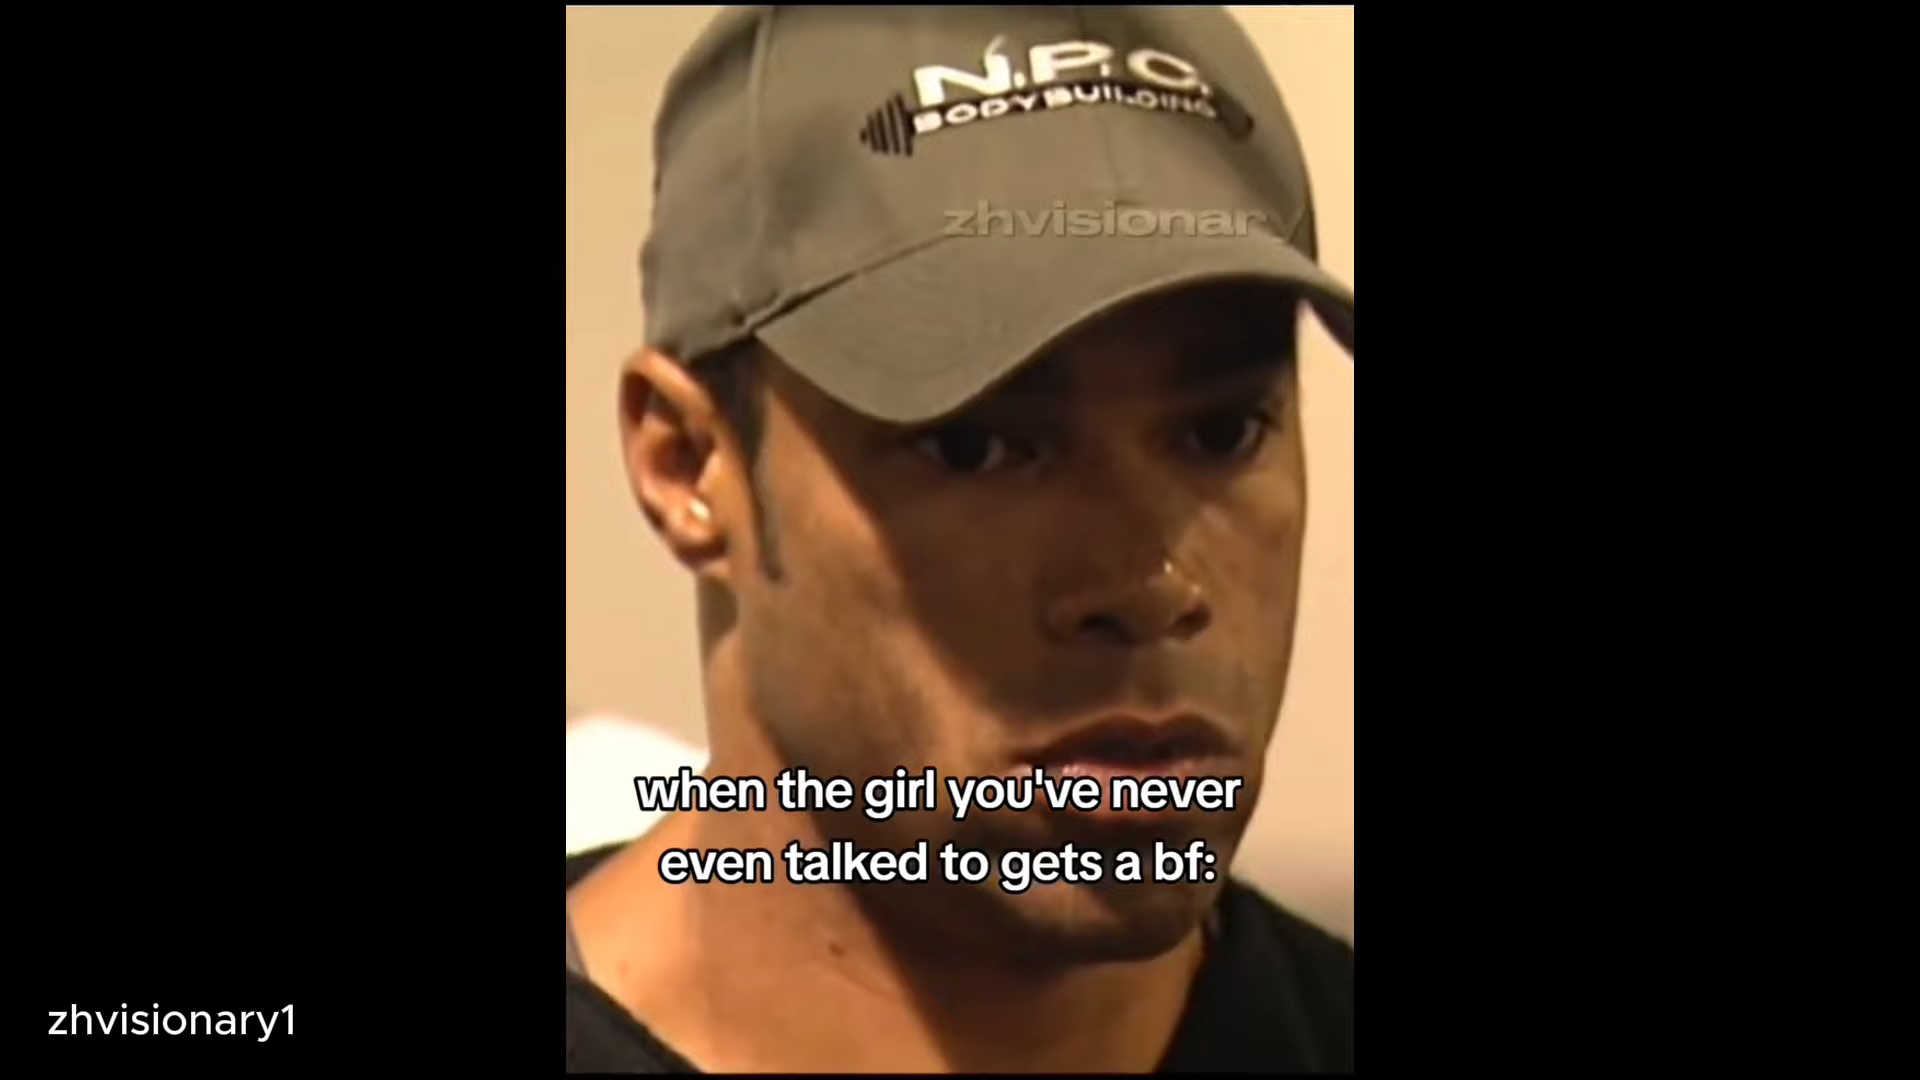 N.P.C.
BODYBUILDING
zhvisionary
when the girl you've never
even talked to gets a bf:
zhvisionary1